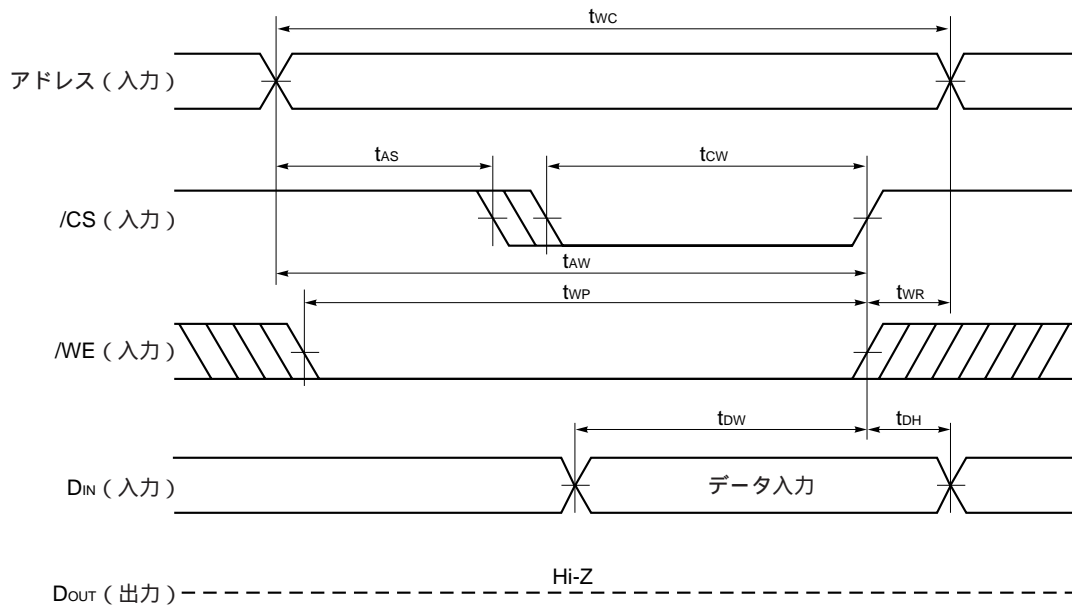 tWC
アドレス（入力）
tAS
tCW
/CS（入力）
tAW
tWP
tWR
/WE（入力）
tDW
tDH
DIN（入力）
データ入力
Hi-Z
DOUT（出力）